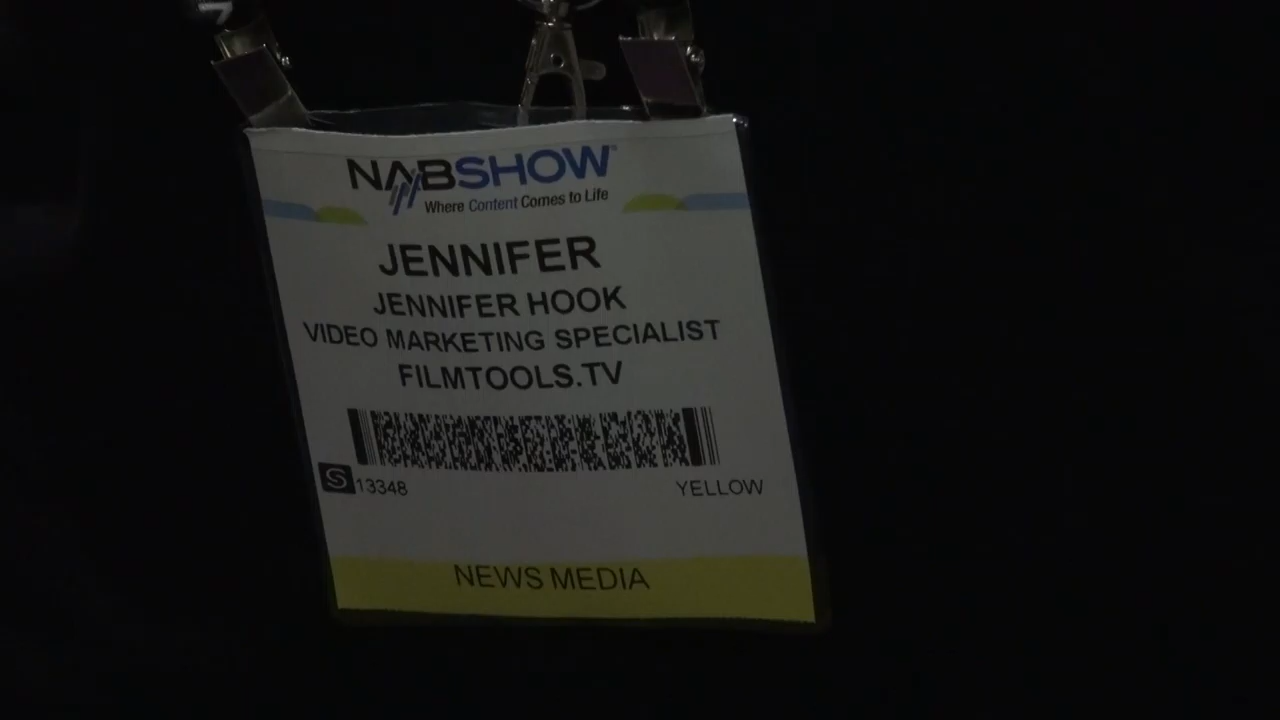 NABSHOW
Where Content Comes to Life
JENNIFER
JENNIFER HOOK
VIDEO MARKETING SPECIALIST
FILMTOOLS.TV
S 13348 YELLOW
NEWS MEDIA